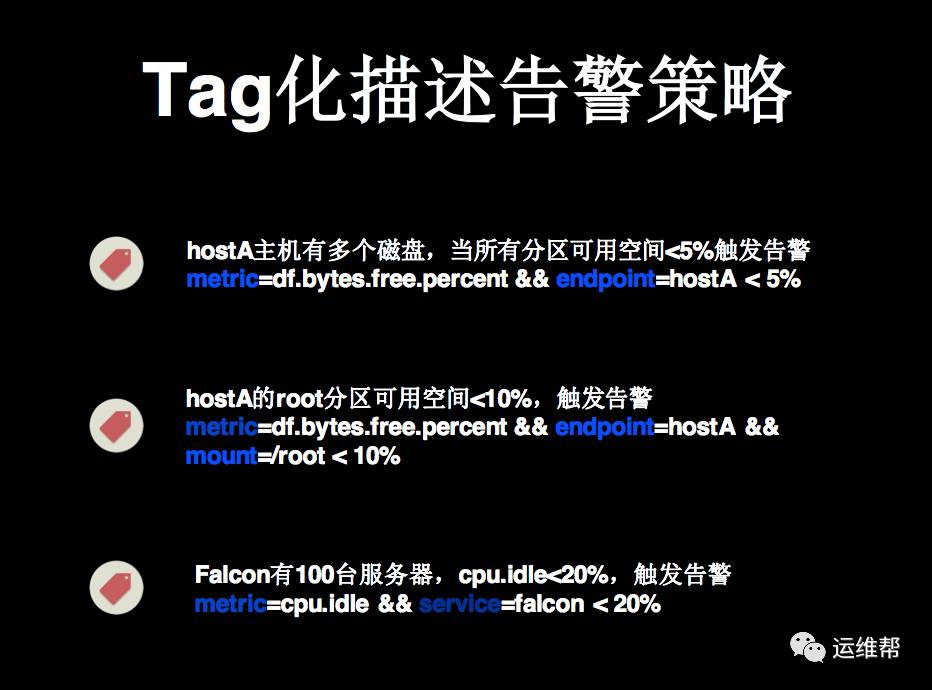 Tag化描述告警策略
hostA主机有多个磁盘，当所有分区可用空间<5%触发告警
metric=df.bytes.free.percent && endpoint=hostA < 5%
hostA的root分区可用空间<10%，触发告警
metric=df.bytes.free.percent && endpoint=hostA &&
mount=/root < 10%
Falcon有100台服务器，cpu.idle<20%，触发告警
metric=cpu.idle && service=falcon < 20%
运维帮